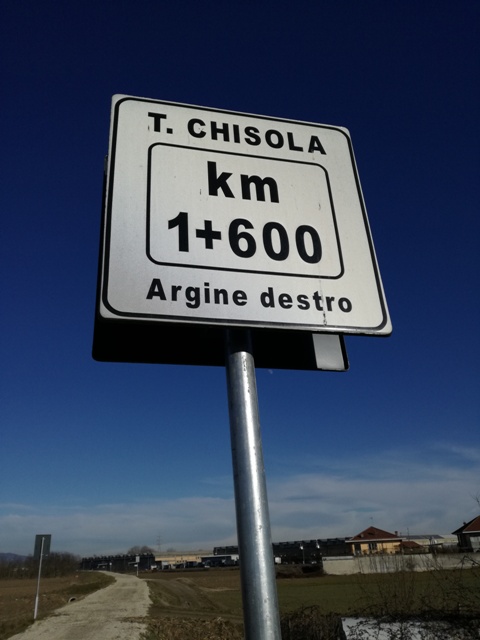 T. CHISOLA
km
1+600
Argine destro